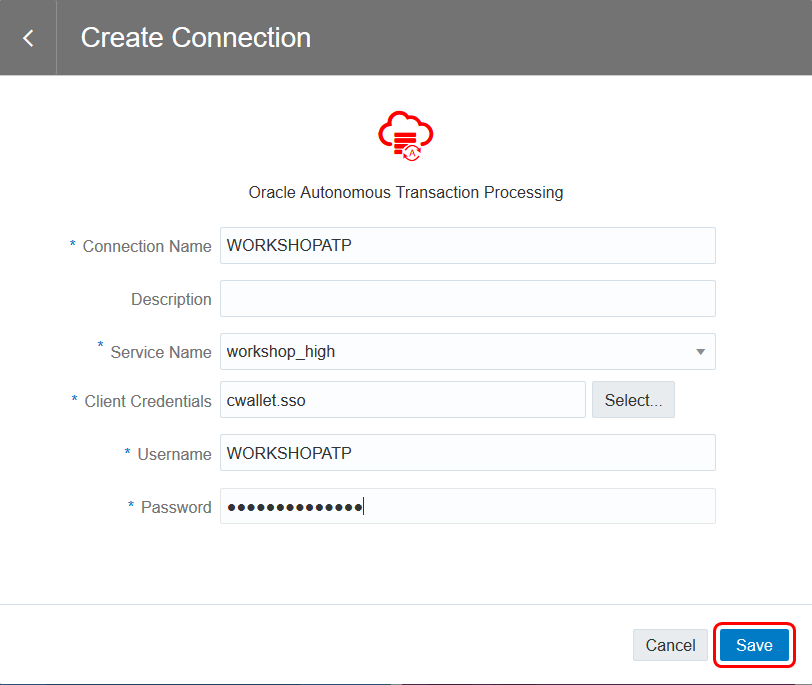 Create Connection
A
Oracle Autonomous Transaction Processing
* Connection Name WORKSHOPATP
Description
* Service Name workshop_high
* Client Credentials cwallet.sso Select...
* Username WORKSHOPATP
* Password ●●●●●●●●●●●●●●
Cancel Save